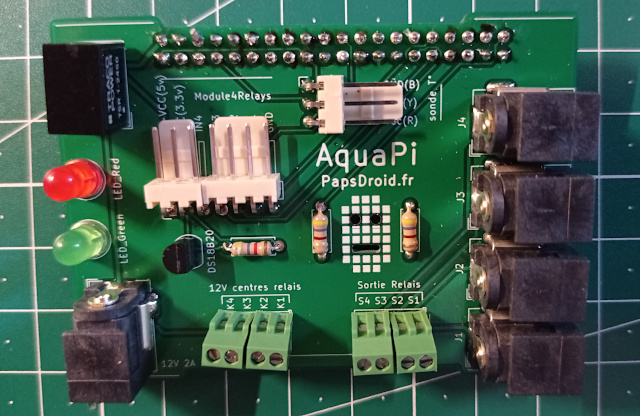 VCC(5V)
(3.3V)
IN4
GND
Module4Relays
(B)
(Y)
(R)
sonde T°
LED_Red
LED_Green
AquaPi
PapsDroid.fr
DS18B20
12V centres relais
K4 K3 K2 K1
Sortie Relais
S4 S3 S2 S1
J4
J3
J2
J1
12V 2A